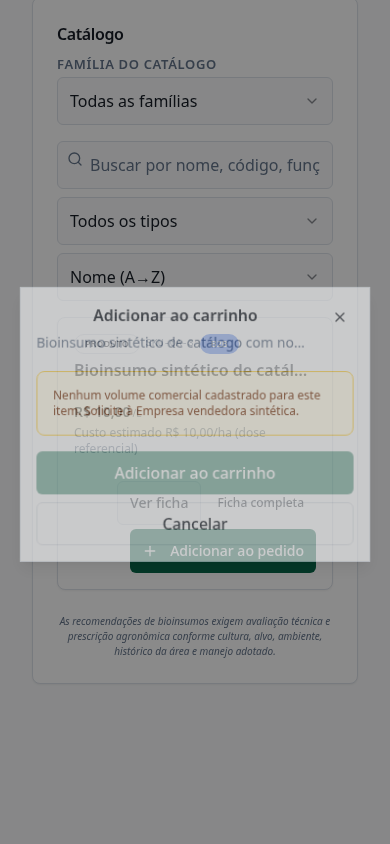 Catálogo
FAMÍLIA DO CATÁLOGO
Todas as famílias
Buscar por nome, código, funç
Todos os tipos
Nome (A→Z)
Adicionar ao carrinho
Bioinsumo sintético de catálogo com no...
Bioinsumo sintético de catál...
Nenhum volume comercial cadastrado para este
item. Solicite à Empresa vendedora sintética.
Custo estimado R$ 10,00/ha (dose
referencial)
Adicionar ao carrinho
Ver ficha
Ficha completa
Cancelar
Adicionar ao pedido
As recomendações de bioinsumos exigem avaliação técnica e
prescrição agronômica conforme cultura, alvo, ambiente,
histórico da área e manejo adotado.